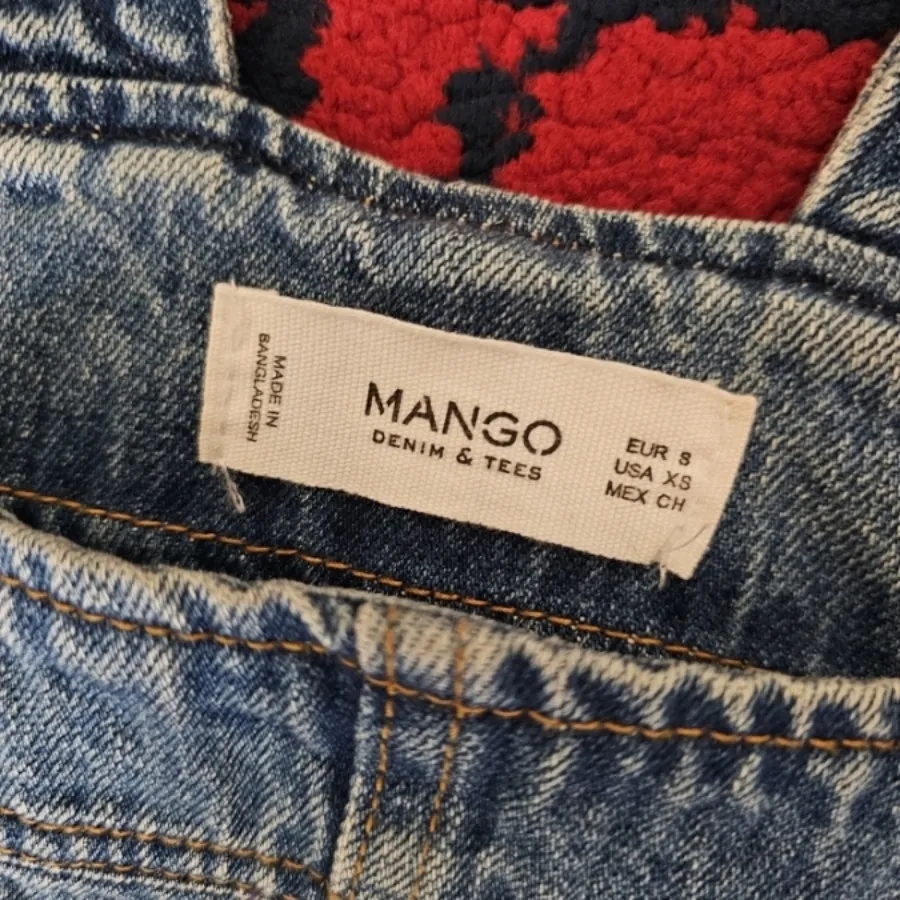 MADE IN
BANGLADESH
MANGO
DENIM & TEES
EUR S
USA XS
MEX CH